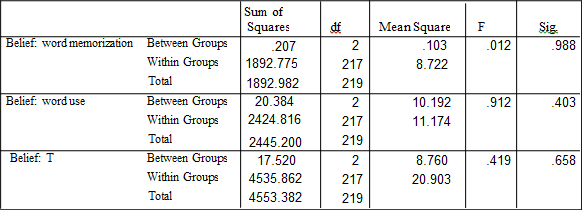 Sum of Squares df Mean Square F Sig.
Belief: word memorization Between Groups .207 2 .103 .012 .988
Within Groups 1892.775 217 8.722
Total 1892.982 219
Belief: word use Between Groups 20.384 2 10.192 .912 .403
Within Groups 2424.816 217 11.174
Total 2445.200 219
Belief: T Between Groups 17.520 2 8.760 .419 .658
Within Groups 4535.862 217 20.903
Total 4553.382 219